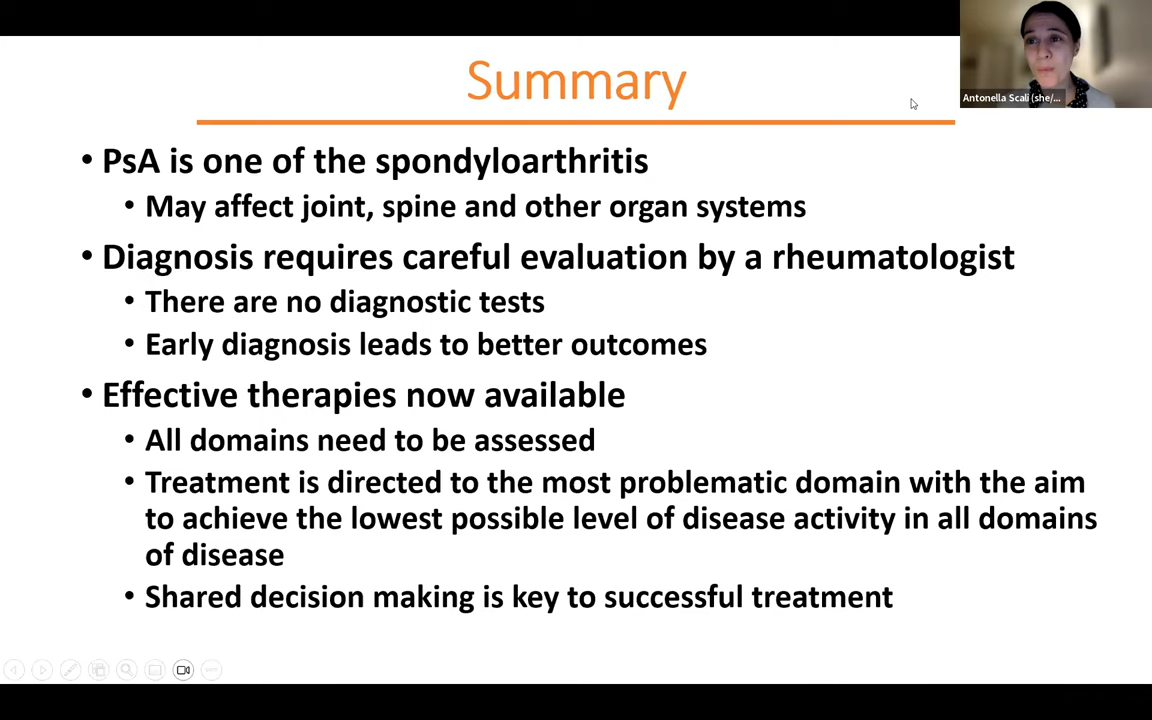 Summary
Antonella Scali (she/...
• PsA is one of the spondyloarthritis
• May affect joint, spine and other organ systems
• Diagnosis requires careful evaluation by a rheumatologist
• There are no diagnostic tests
• Early diagnosis leads to better outcomes
• Effective therapies now available
• All domains need to be assessed
• Treatment is directed to the most problematic domain with the aim
to achieve the lowest possible level of disease activity in all domains
of disease
• Shared decision making is key to successful treatment